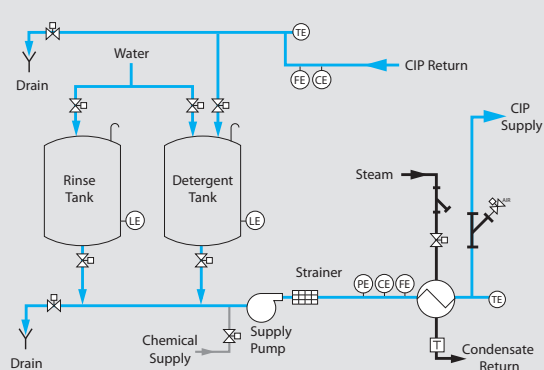 TE
Water
CIP Return
Drain
FE
CE
CIP
Supply
Steam
AIR
Rinse
Tank
Detergent
Tank
LE
LE
Strainer
PE
CE
FE
TE
Supply
Pump
Chemical
Supply
T
Condensate
Return
Drain